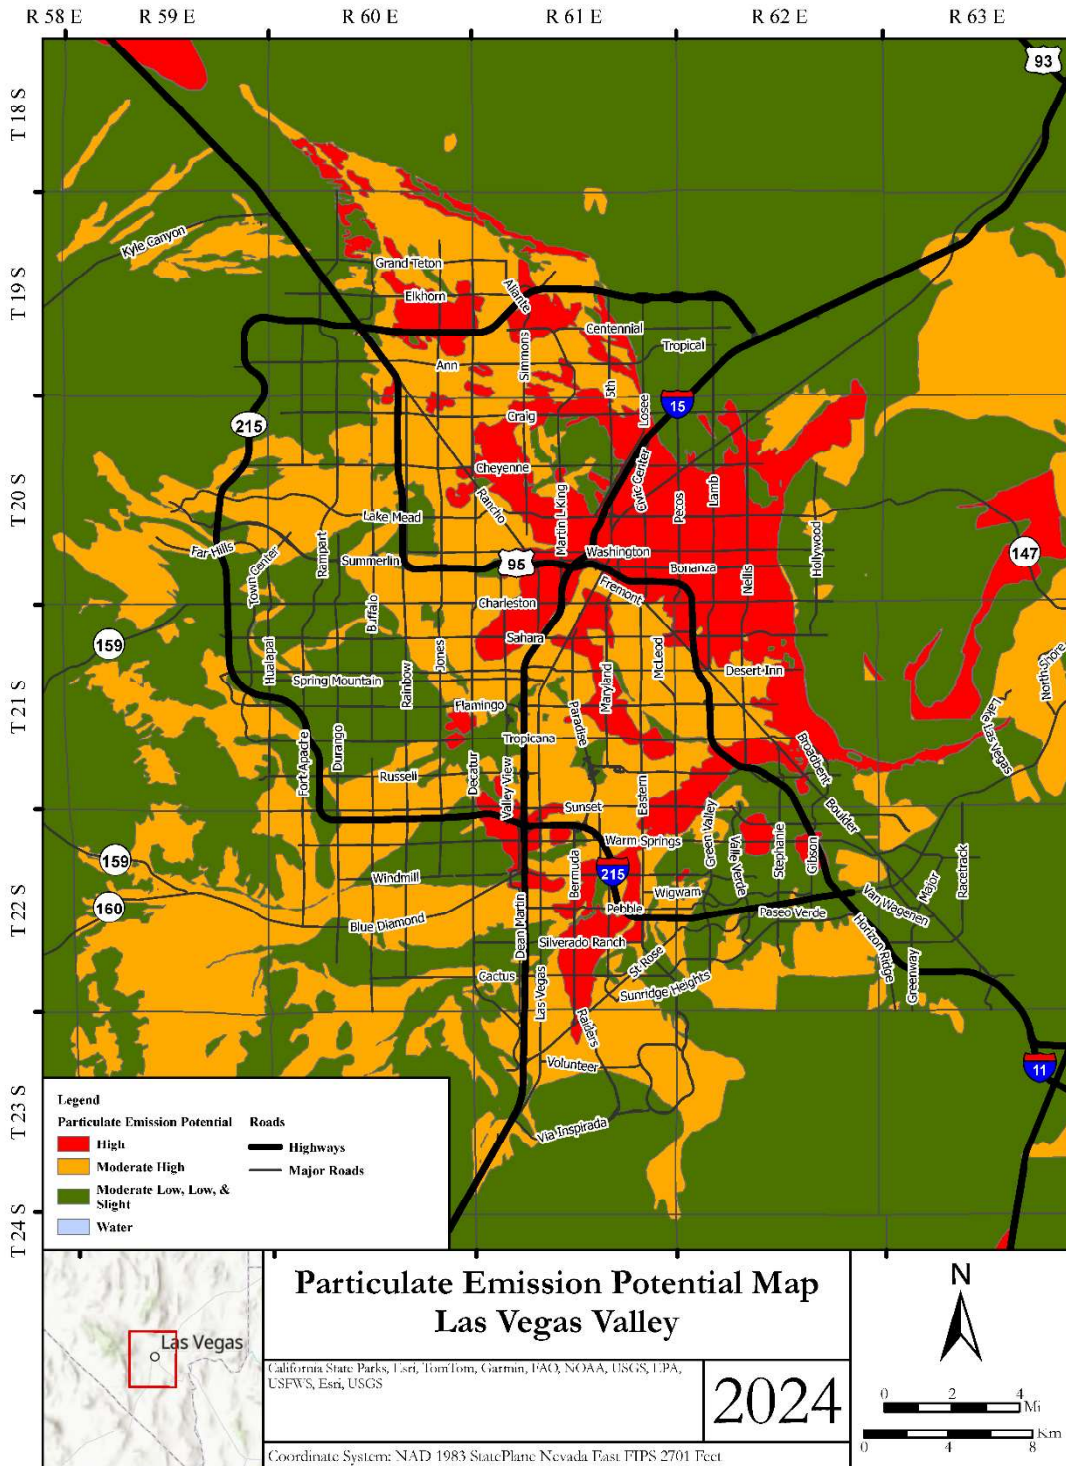 R 58 E
R 59 E
R 60 E
R 61 E
R 62 E
R 63 E
T 18 S
T 19 S
T 20 S
T 21 S
T 22 S
T 23 S
T 24 S
93
Kyle Canyon
Grand Teton
Elkhorn
Aliante
Centennial
Tropical
Simmons
Ann
5th
Losee
15
Craig
215
Cheyenne
Civic Center
Rancho
Martin L King
Pecos
Lamb
Lake Mead
Hollywood
147
Far Hills
Town Center
Rampart
Summerlin
95
Washington
Bonanza
Nellis
Fremont
Charleston
Buffalo
159
Sahara
Hualapai
Jones
Rainbow
McLeod
Maryland
Desert Inn
Spring Mountain
Flamingo
North Shore
Lake Las Vegas
Paradise
Durango
Tropicana
Fort Apache
Broadbent
Russell
Decatur
Valley View
Sunset
Eastern
Boulder
Green Valley
Valle Verde
Stephanie
Gibson
Warm Springs
159
Windmill
Bermuda
215
Wigwam
Racetrack
Major
160
Pebble
Paseo Verde
Van Wagenen
Blue Diamond
Dean Martin
Silverado Ranch
Horizon Ridge
St Rose
Greenway
Cactus
Las Vegas
Sunridge Heights
Raiders
Volunteer
11
Via Inspirada
Legend
Particulate Emission Potential
Roads
High
Highways
Moderate High
Major Roads
Moderate Low, Low, &
Slight
Water
Las Vegas
Particulate Emission Potential Map
Las Vegas Valley
California State Parks, Esri, TomTom, Garmin, FAO, NOAA, USGS, EPA,
USFWS, Esri, USGS
2024
Coordinate System: NAD 1983 StatePlane Nevada East FIPS 2701 Feet
N
0 2 4
Mi
Km
0 4 8